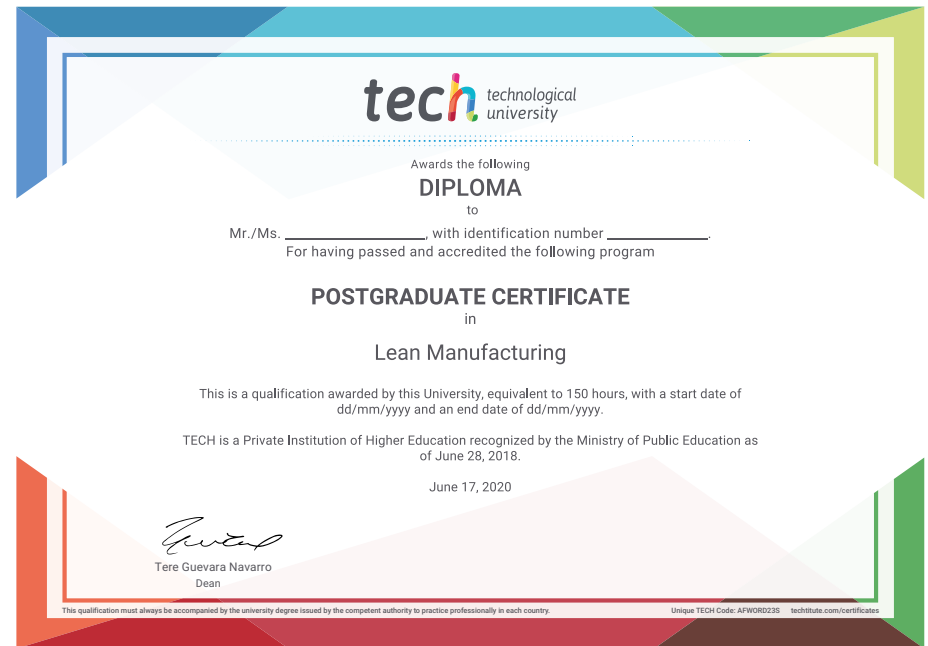 tech technological
university
Awards the following
DIPLOMA
to
Mr./Ms. ____________________, with identification number ______________.
For having passed and accredited the following program
POSTGRADUATE CERTIFICATE
in
Lean Manufacturing
This is a qualification awarded by this University, equivalent to 150 hours, with a start date of
dd/mm/yyyy and an end date of dd/mm/yyyy.
TECH is a Private Institution of Higher Education recognized by the Ministry of Public Education as
of June 28, 2018.
June 17, 2020
Tere Guevara Navarro
Dean
This qualification must always be accompanied by the university degree issued by the competent authority to practice professionally in each country. Unique TECH Code: AFWORD23S techtitute.com/certificates